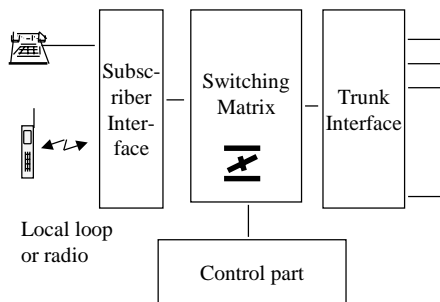 Subsc-
riber
Inter-
face
Switching
Matrix
Trunk
Interface
Local loop
or radio
Control part